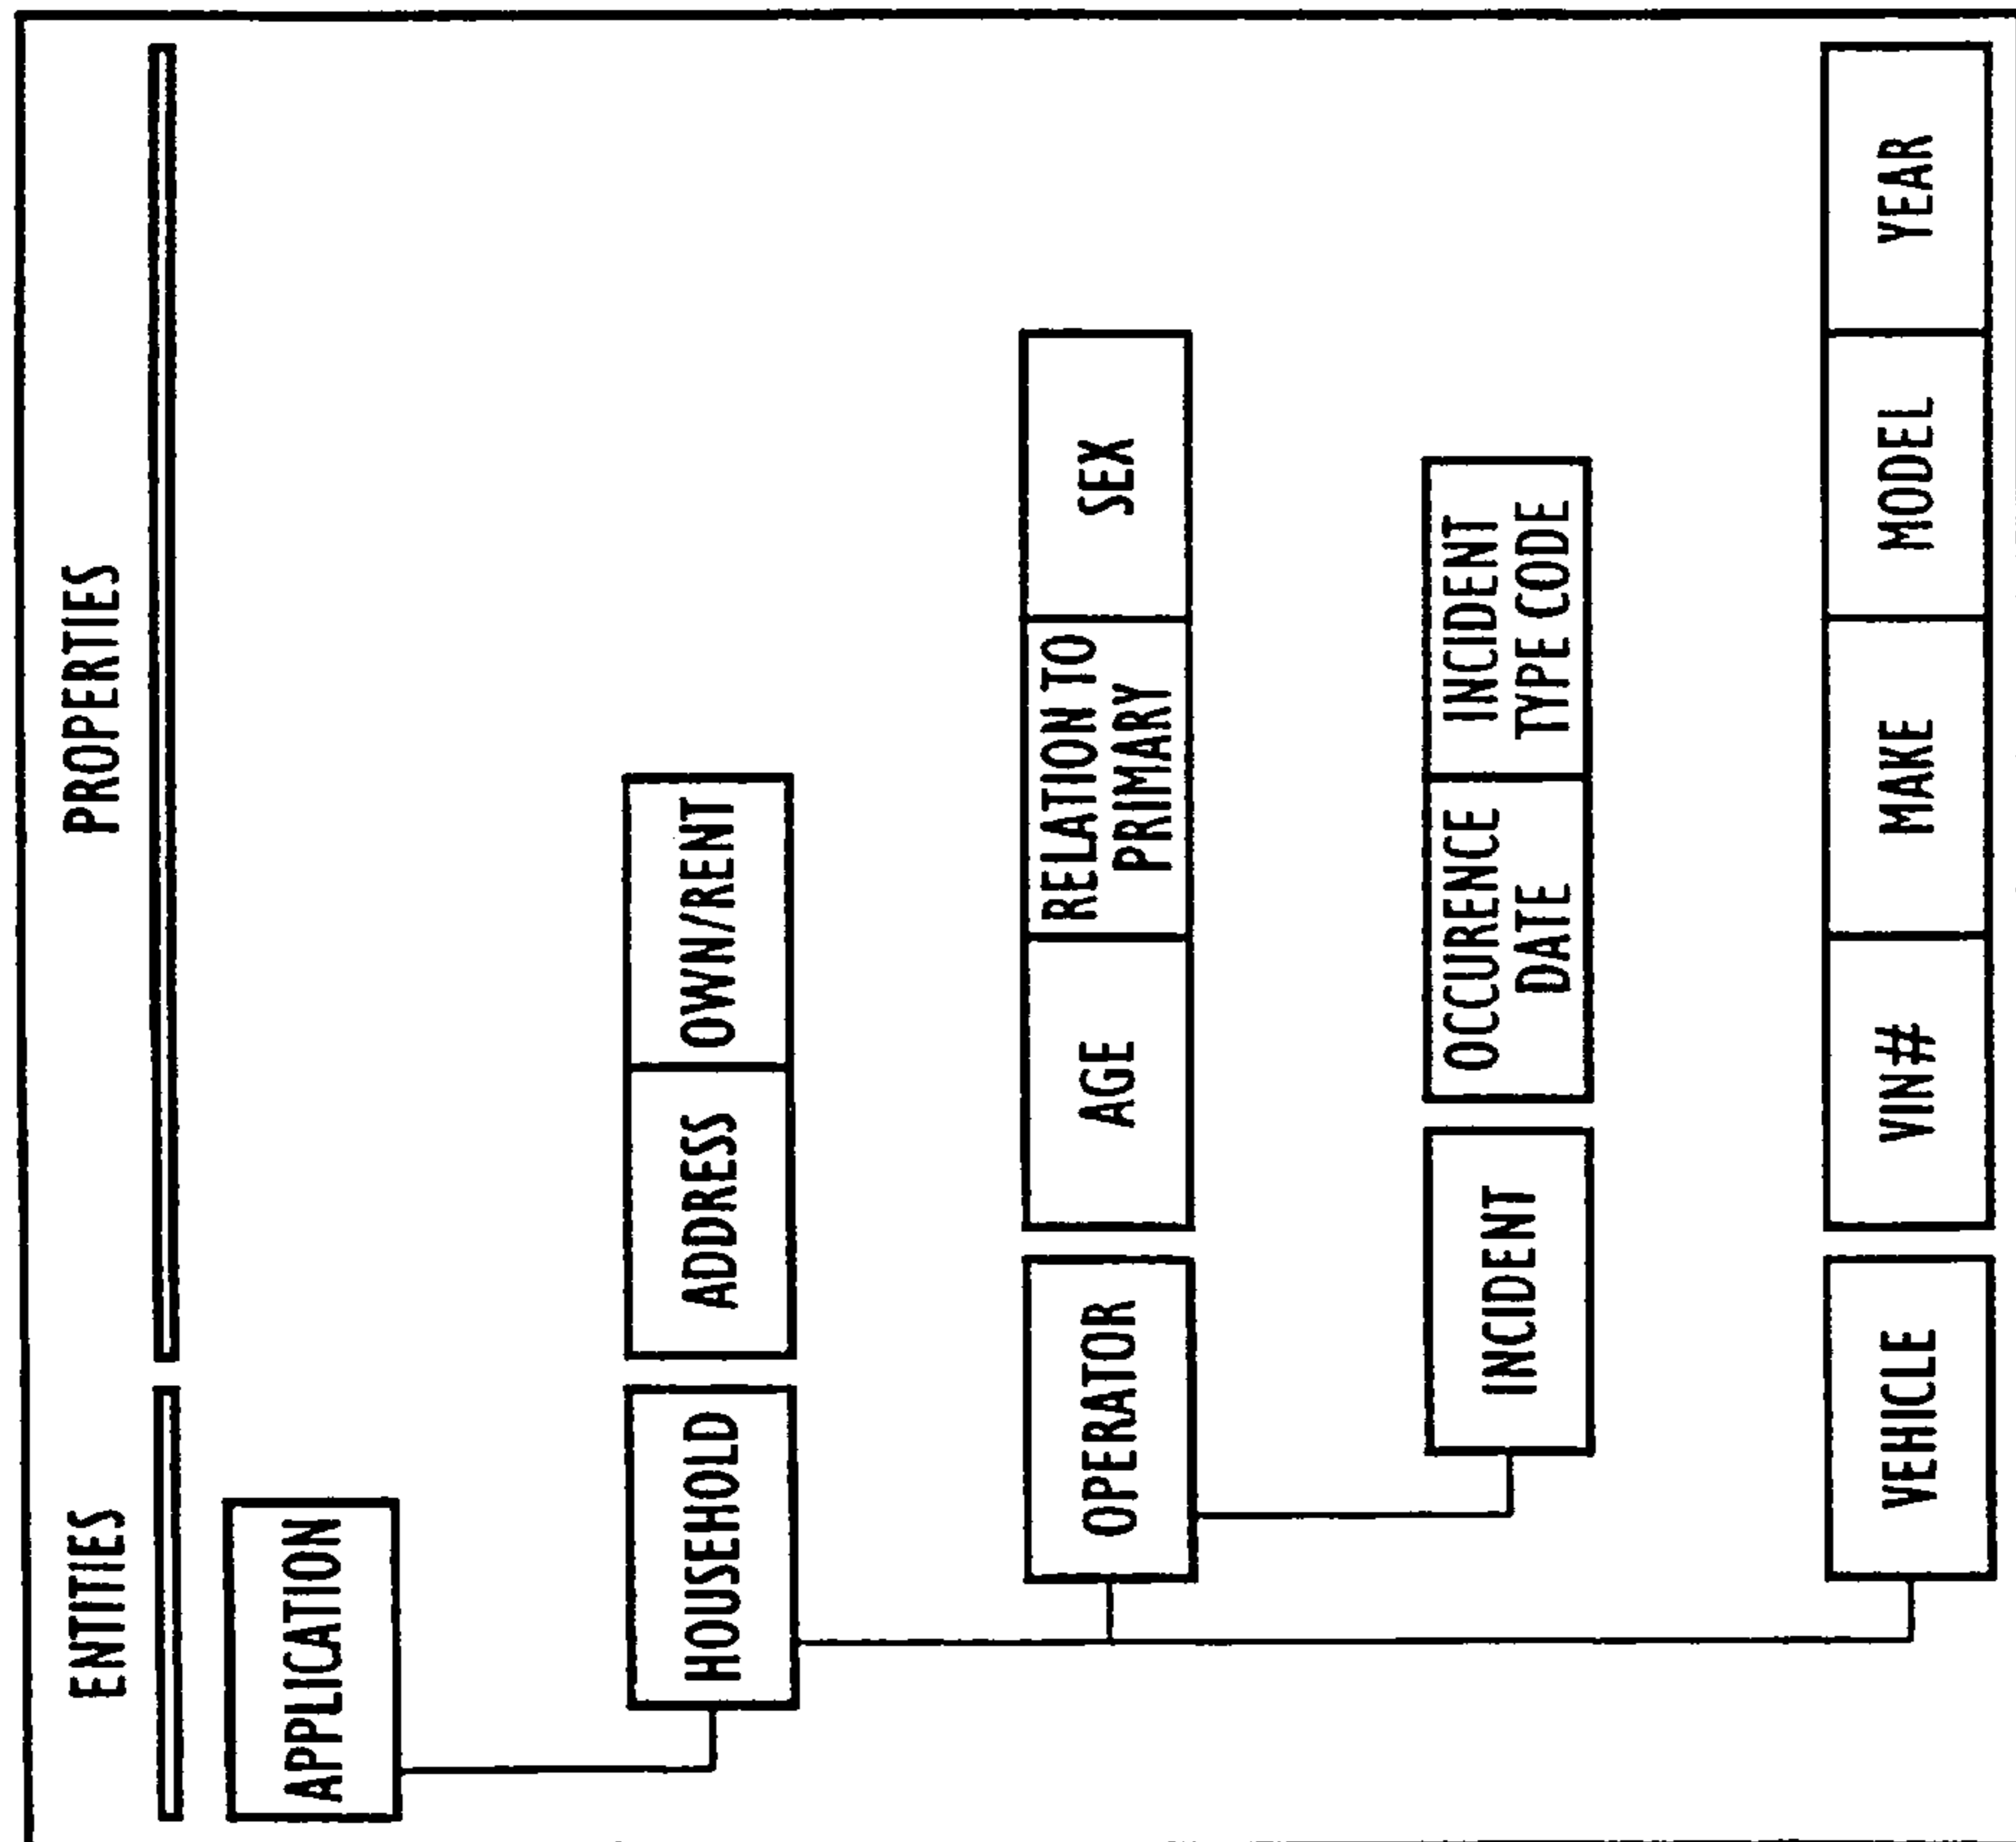 ENTITIES
PROPERTIES
APPLICATION
HOUSEHOLD
ADDRESS
OWN/RENT
OPERATOR
AGE
RELATION TO
PRIMARY
SEX
INCIDENT
OCCURENCE
DATE
INCIDENT
TYPE CODE
VEHICLE
VIN#
MAKE
MODEL
YEAR